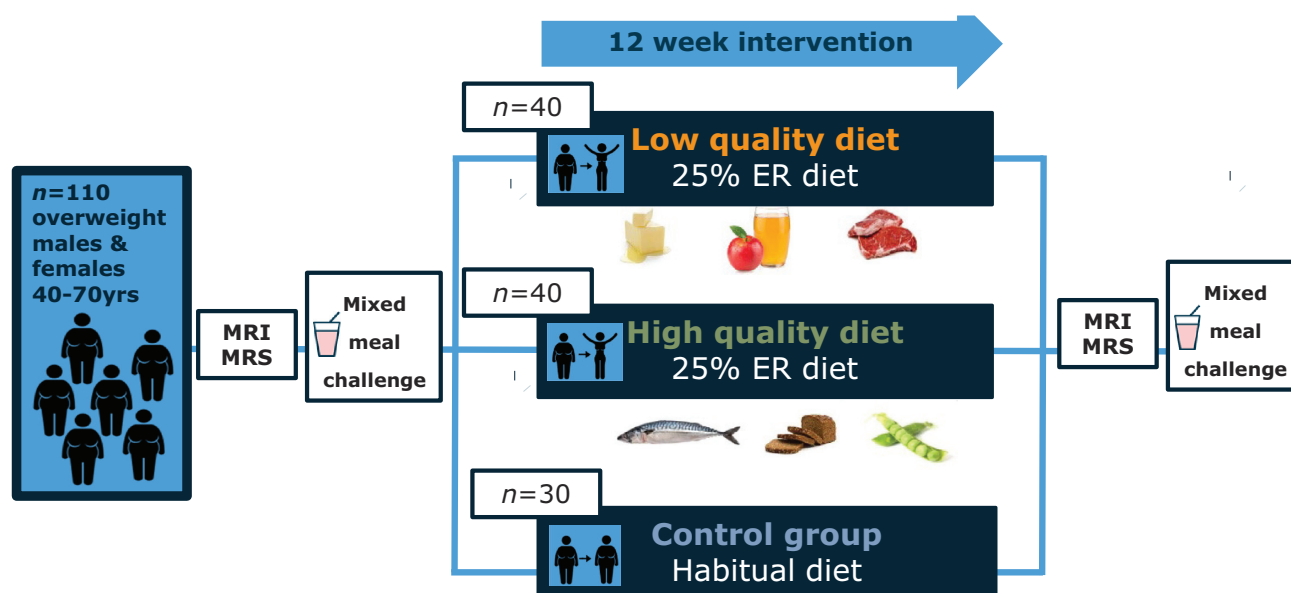 12 week intervention
n=110
overweight
males &
females
40-70yrs
MRI
MRS
Mixed
meal
challenge
n=40
Low quality diet
25% ER diet
n=40
High quality diet
25% ER diet
n=30
Control group
Habitual diet
MRI
MRS
Mixed
meal
challenge